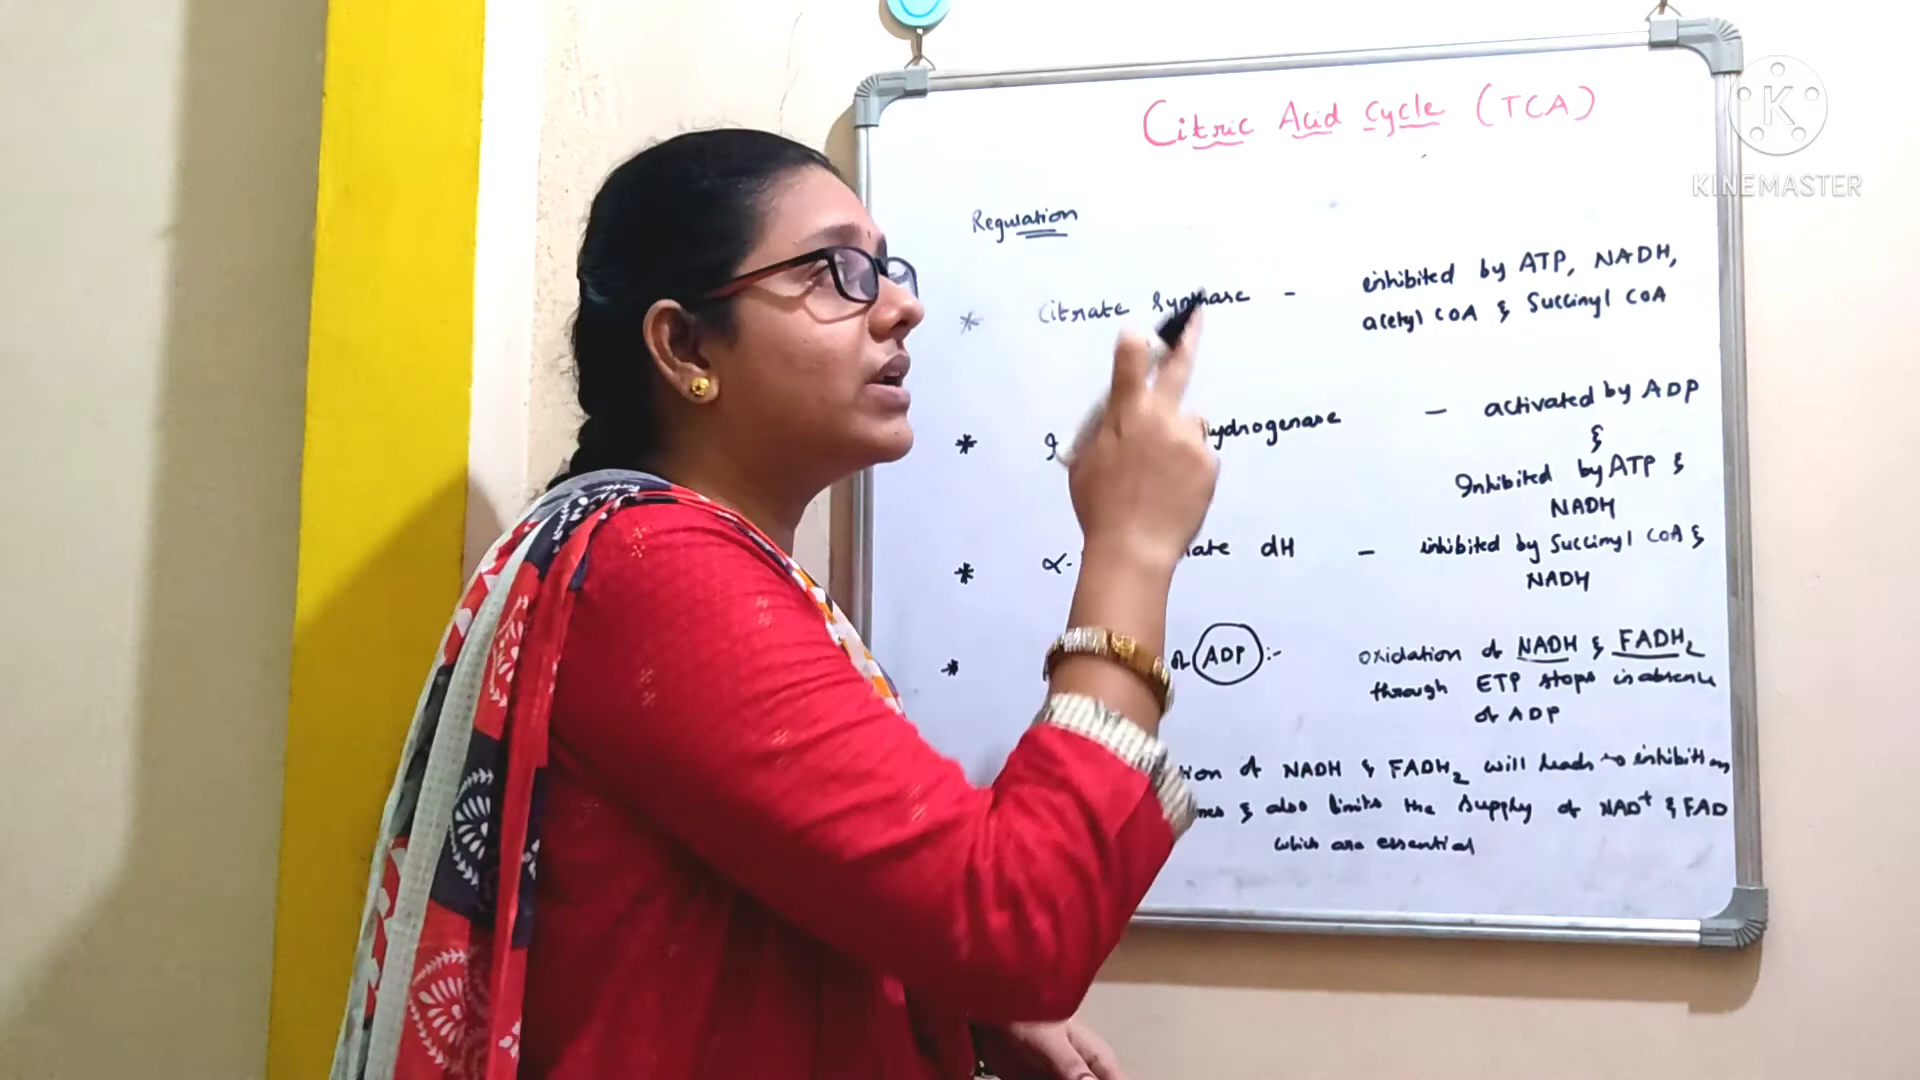 Citric Acid Cycle (TCA)
KINEMASTER
Regulation
* Citrate Synthase - inhibited by ATP, NADH,
acetyl CoA & Succinyl CoA
* ydrogenase - activated by ADP
&
Inhibited by ATP &
NADH
* α- ate dH - inhibited by Succinyl CoA &
NADH
* ADP :- oxidation of NADH & FADH2
through ETP stops in absence
of ADP
tion of NADH & FADH2 will leads to inhibition
mes & also limits the supply of NAD+ & FAD
which are essential